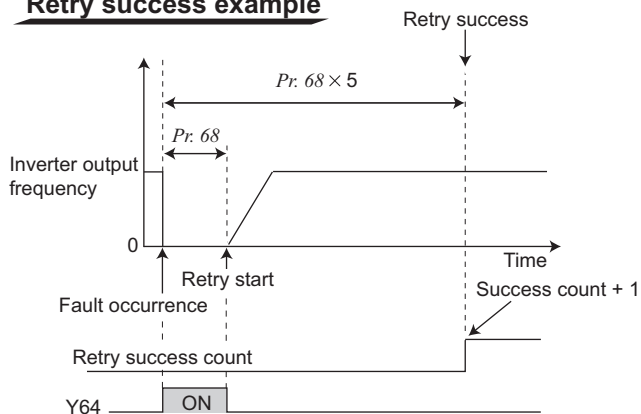 Retry success example
Retry success
Pr. 68 × 5
Pr. 68
Inverter output
frequency
0
Time
Retry start
Success count + 1
Fault occurrence
Retry success count
Y64
ON